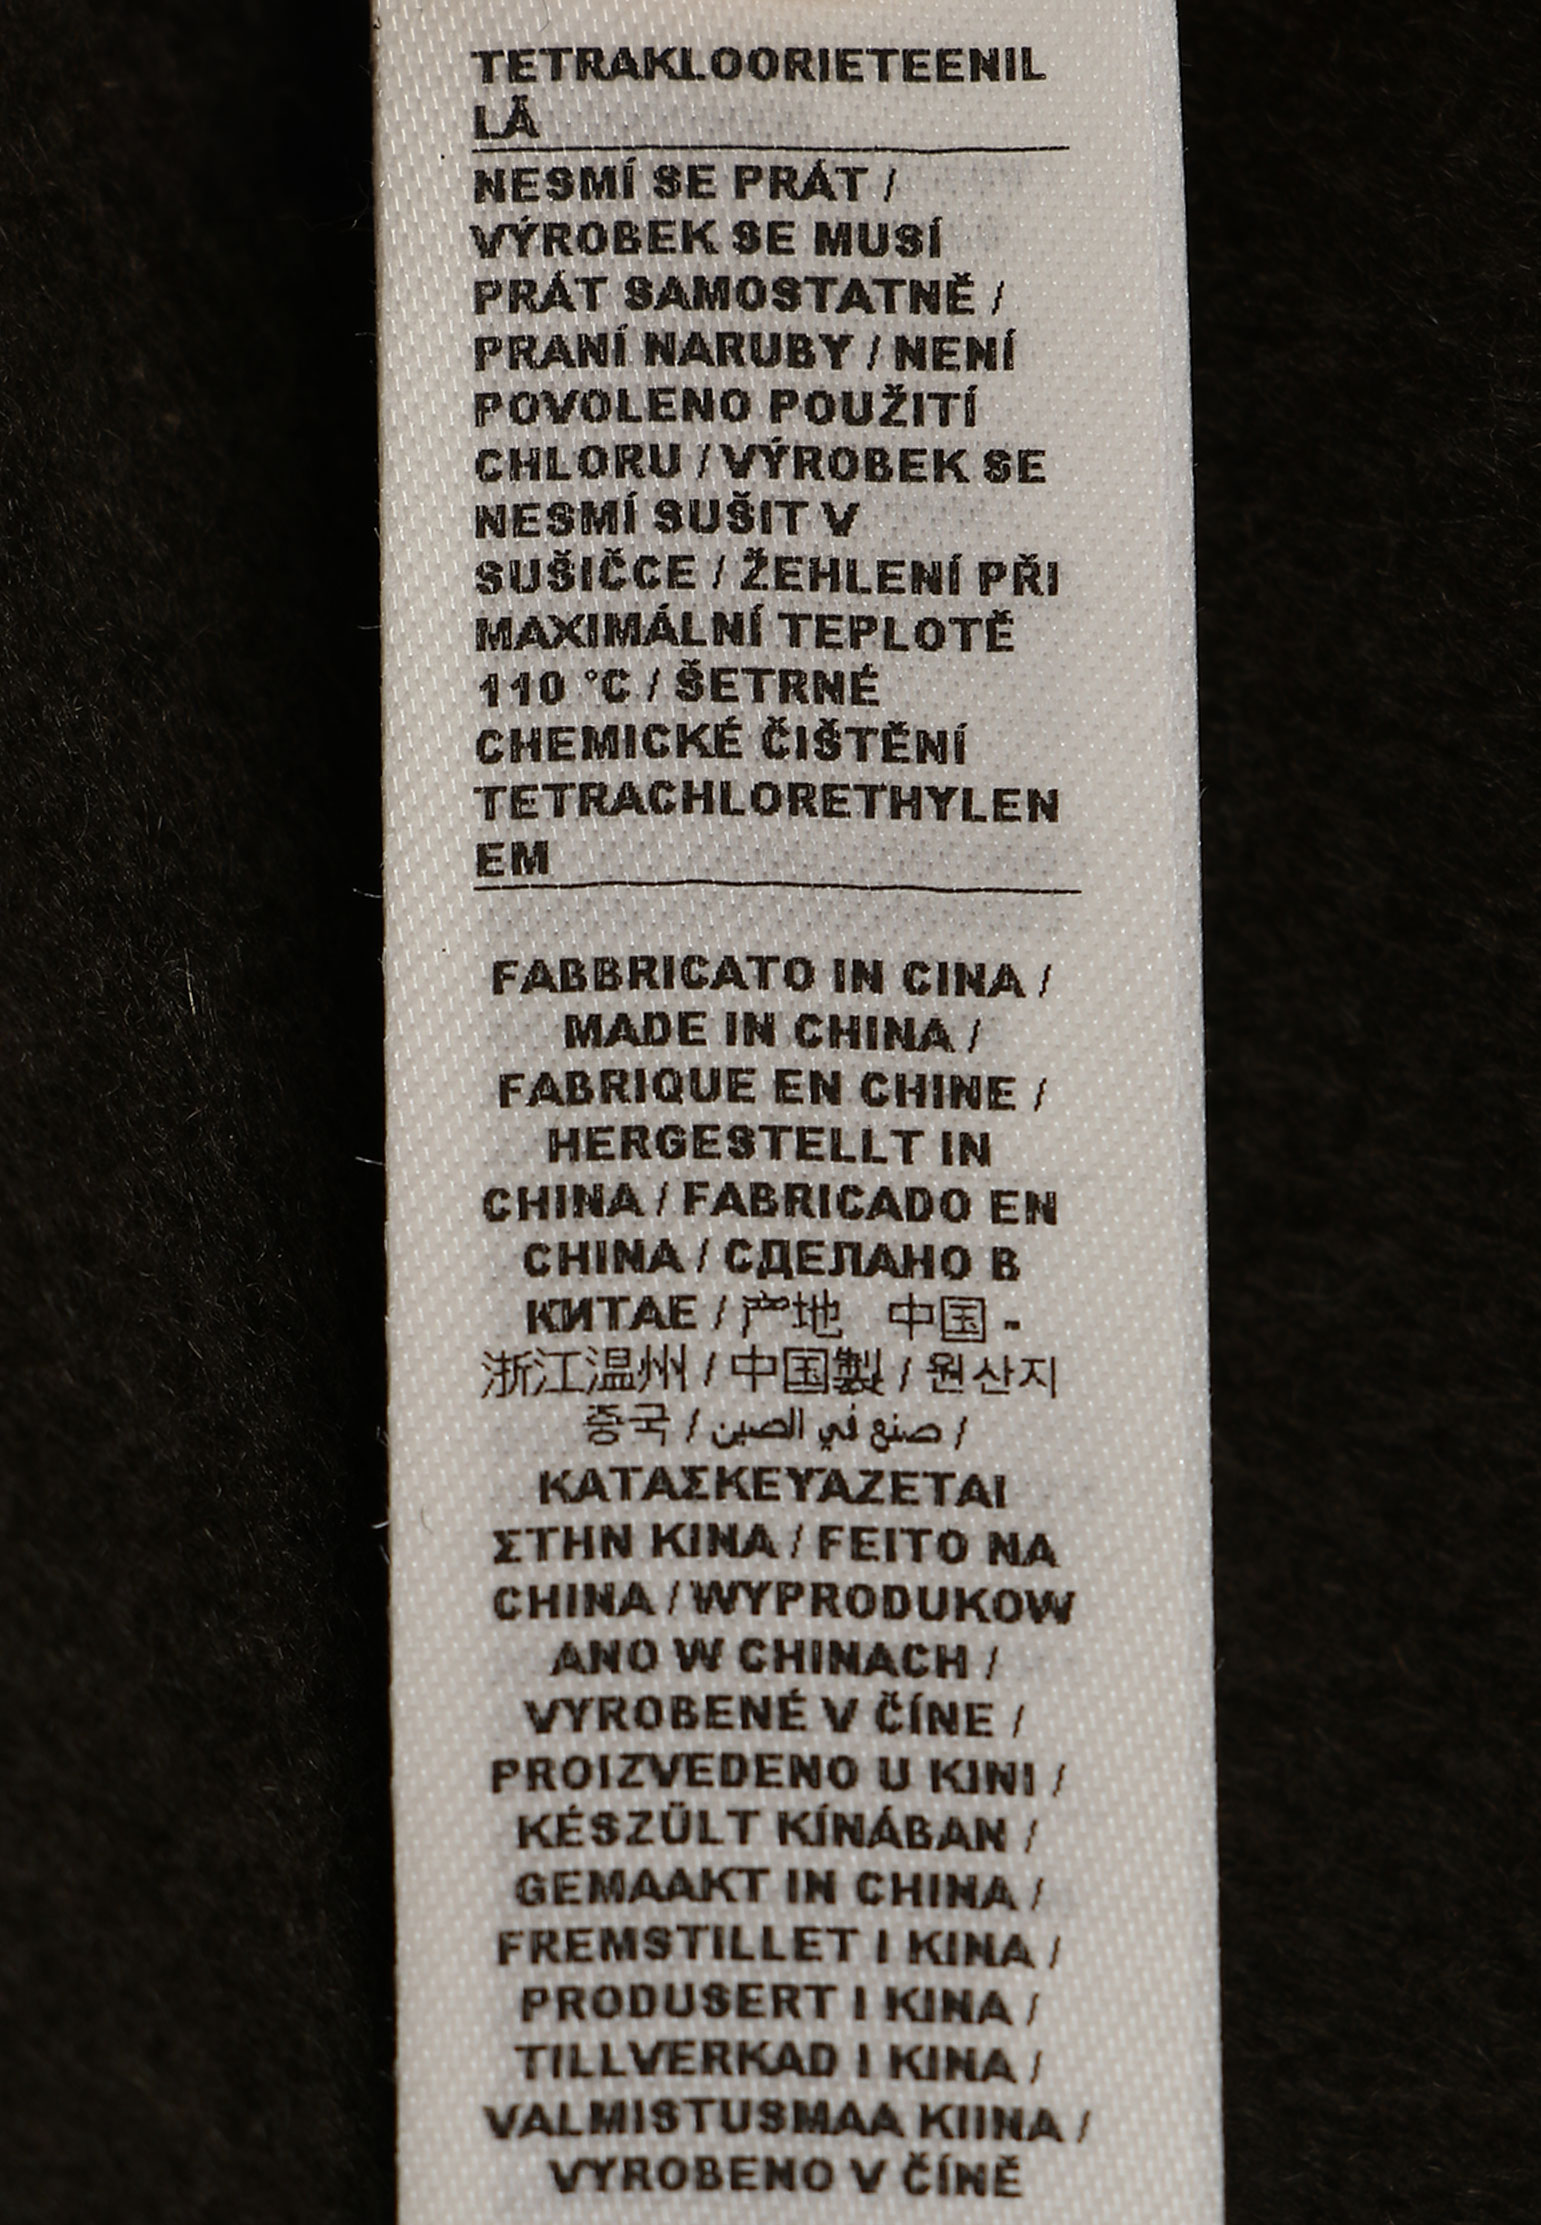 TETRAKLOORIETEENIL
LÄ
NESMÍ SE PRÁT /
VÝROBEK SE MUSÍ
PRÁT SAMOSTATNĚ /
PRANÍ NARUBY / NENÍ
POVOLENO POUŽITÍ
CHLORU / VÝROBEK SE
NESMÍ SUŠIT V
SUŠIČCE / ŽEHLENÍ PŘI
MAXIMÁLNÍ TEPLOTĚ
110 °C / ŠETRNÉ
CHEMICKÉ ČIŠTĚNÍ
TETRACHLORETHYLEN
EM
FABBRICATO IN CINA /
MADE IN CHINA /
FABRIQUE EN CHINE /
HERGESTELLT IN
CHINA / FABRICADO EN
CHINA / СДЕЛАНО В
КИТАЕ / 产地 中国 -
浙江温州 / 中国製 / 원산지
중국 / صنع في الصين /
ΚΑΤΑΣΚΕΥΑΖΕΤΑΙ
ΣΤΗΝ ΚΙΝΑ / FEITO NA
CHINA / WYPRODUKOW
ANO W CHINACH /
VYROBENÉ V ČÍNE /
PROIZVEDENO U KINI /
KÉSZÜLT KÍNÁBAN /
GEMAAKT IN CHINA /
FREMSTILLET I KINA /
PRODUSERT I KINA /
TILLVERKAD I KINA /
VALMISTUSMAA KIINA /
VYROBENO V ČÍNĚ